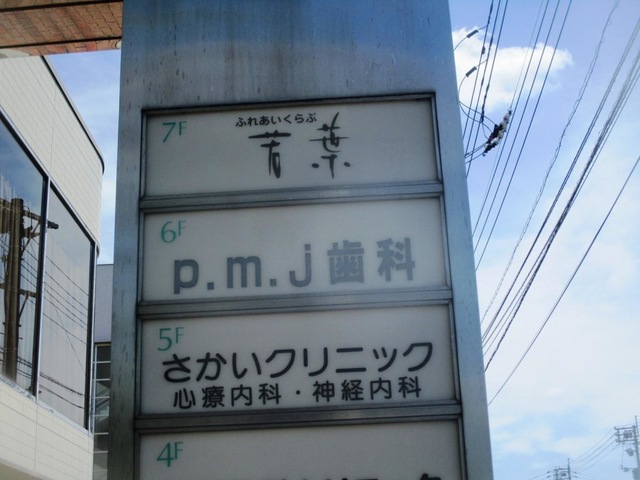 7F
ふれあいくらぶ
若葉
6F
p.m.j歯科
5F
さかいクリニック
心療内科・神経内科
4F